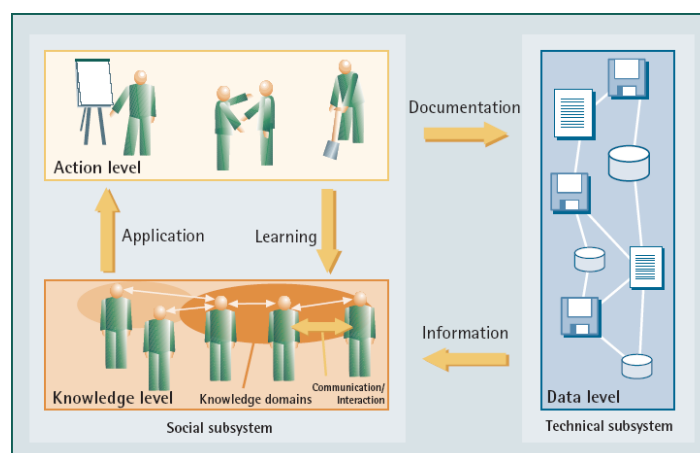 Action level
Documentation
Application
Learning
Knowledge level
Knowledge domains
Communication/
Interaction
Information
Data level
Social subsystem
Technical subsystem